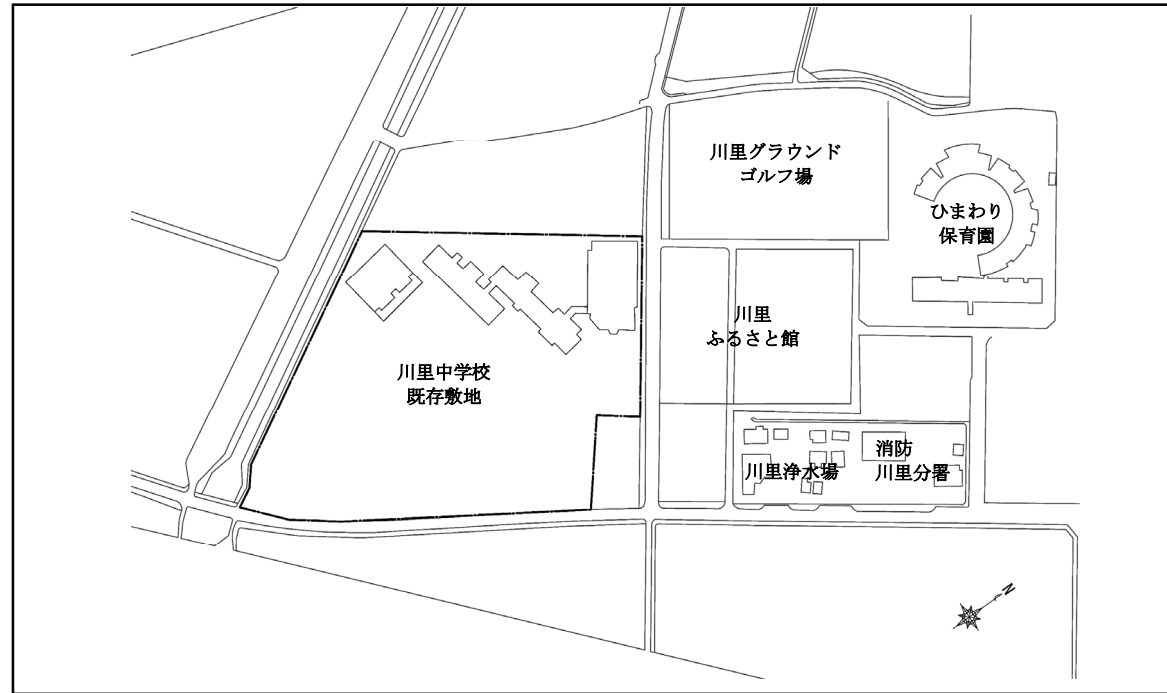 川里グラウンド
ゴルフ場
ひまわり
保育園
川里
ふるさと館
川里中学校
既存敷地
消防
川里浄水場
川里分署
N